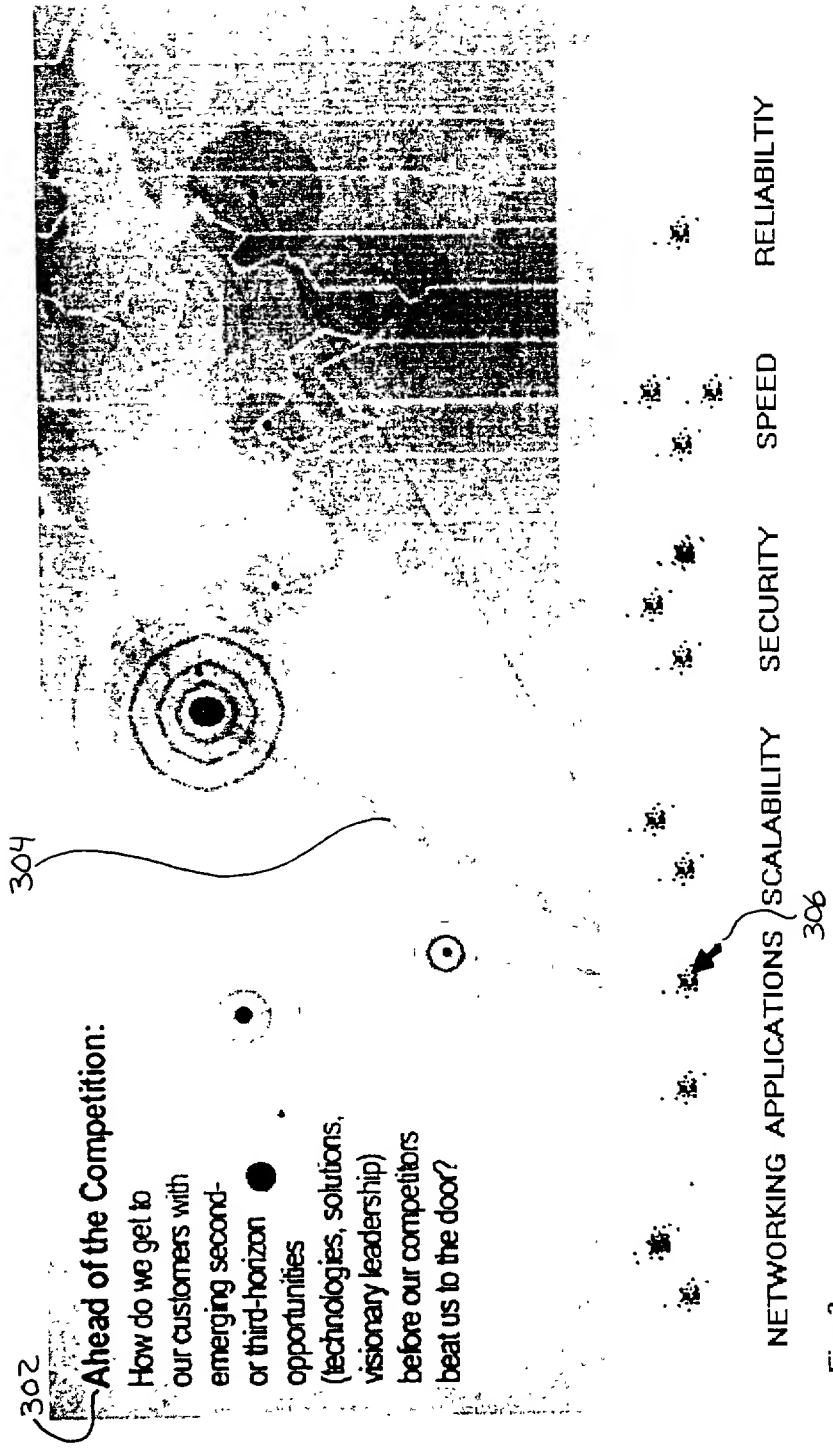 302
Ahead of the Competition:
How do we get to
our customers with
emerging second-
or third-horizon
opportunities
(technologies, solutions,
visionary leadership)
before our competitors
beat us to the door?
304
306
NETWORKING APPLICATIONS SCALABILITY SECURITY SPEED RELIABILTIY